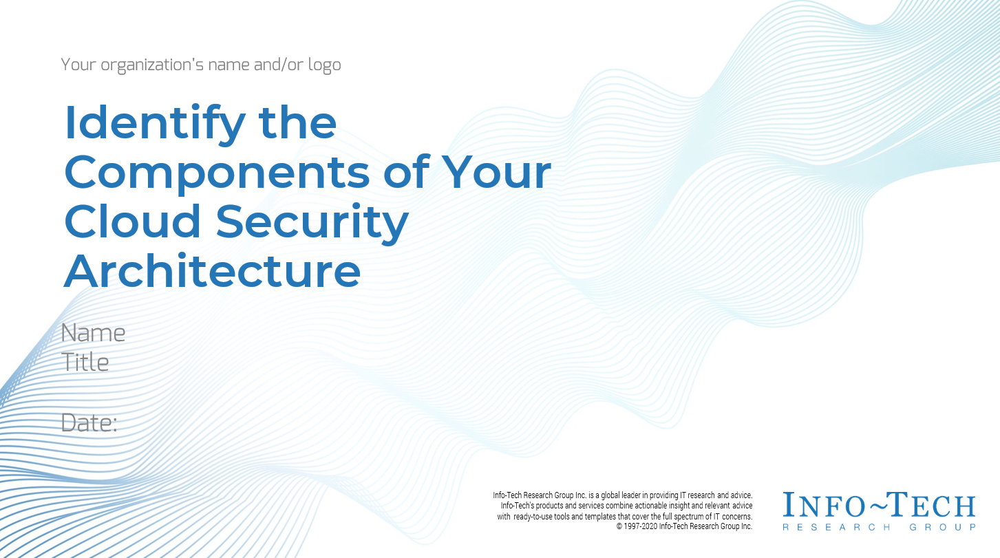 Your organization's name and/or logo
Identify the
Components of Your
Cloud Security
Architecture
Name
Title
Date:
Info-Tech Research Group Inc. is a global leader in providing IT research and advice.
Info-Tech's products and services combine actionable insight and relevant advice
with ready-to-use tools and templates that cover the full spectrum of IT concerns.
© 1997-2020 Info-Tech Research Group Inc.
INFO~TECH
RESEARCH GROUP